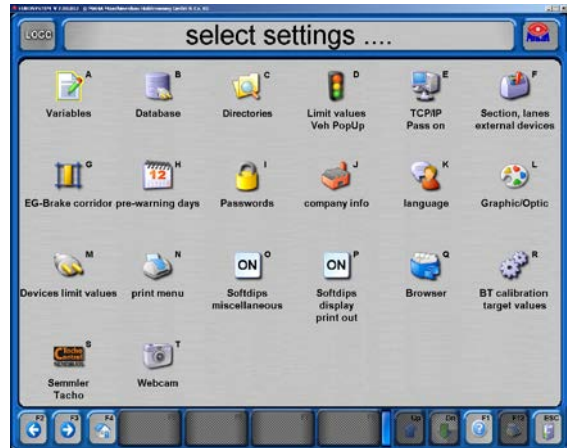 LOGO
select settings ....
A
Variables
B
Database
C
Directories
D
Limit values
Veh PopUp
E
TCP/IP
Pass on
F
Section, lanes
external devices
G
EG-Brake corridor
H
12
pre-warning days
I
Passwords
J
company info
K
language
L
Graphic/Optic
M
Devices limit values
N
print menu
ON
O
Softdips
miscellaneous
ON
P
Softdips
display
print out
Q
Browser
R
BT calibration
target values
S
Semmler
Tacho
T
Webcam
F2
F3
F4
Up
Dn
F1
F12
ESC